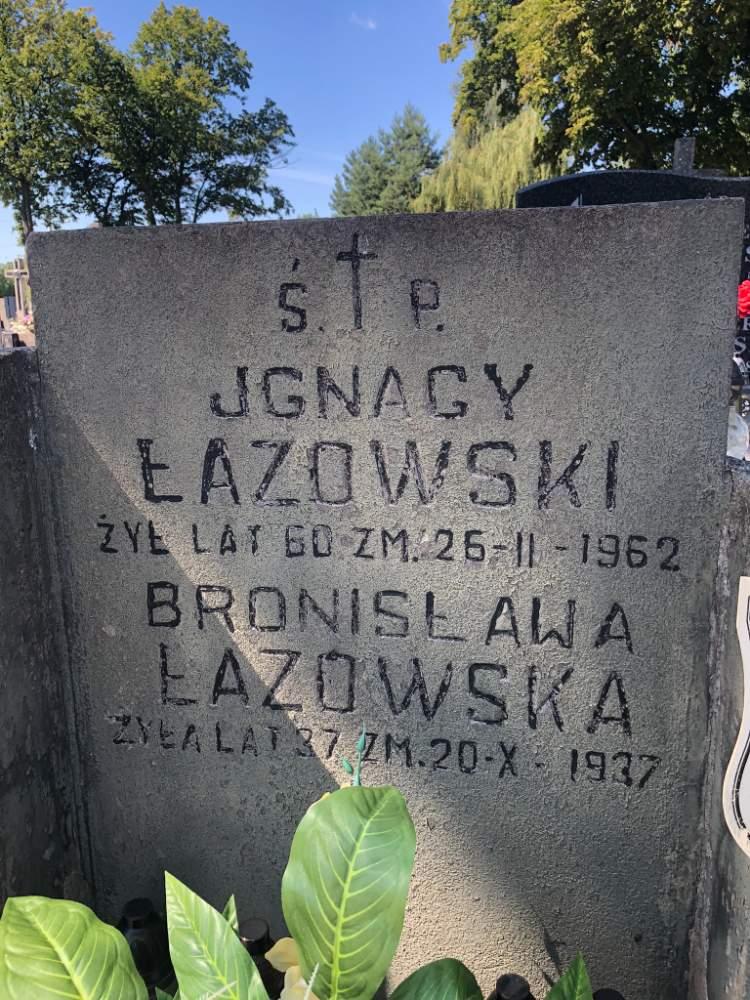 Ś. † P.
JGNACY
ŁAZOWSKI
ŻYŁ LAT 60 ZM. 26-II-1962
BRONISŁAWA
ŁAZOWSKA
ŻYŁA LAT 37 ZM. 20-X-1937